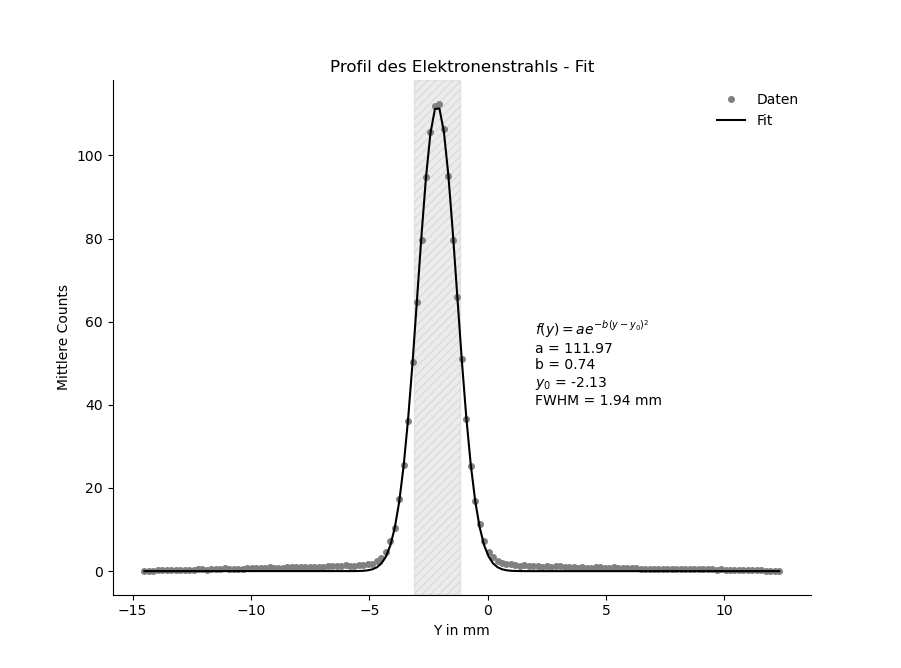 Profil des Elektronenstrahls - Fit
Daten
Fit
100
80
60
40
20
0
Mittlere Counts
f(y) = ae^{-b(y-y_0)^2}
a = 111.97
b = 0.74
y_0 = -2.13
FWHM = 1.94 mm
−15 −10 −5 0 5 10
Y in mm